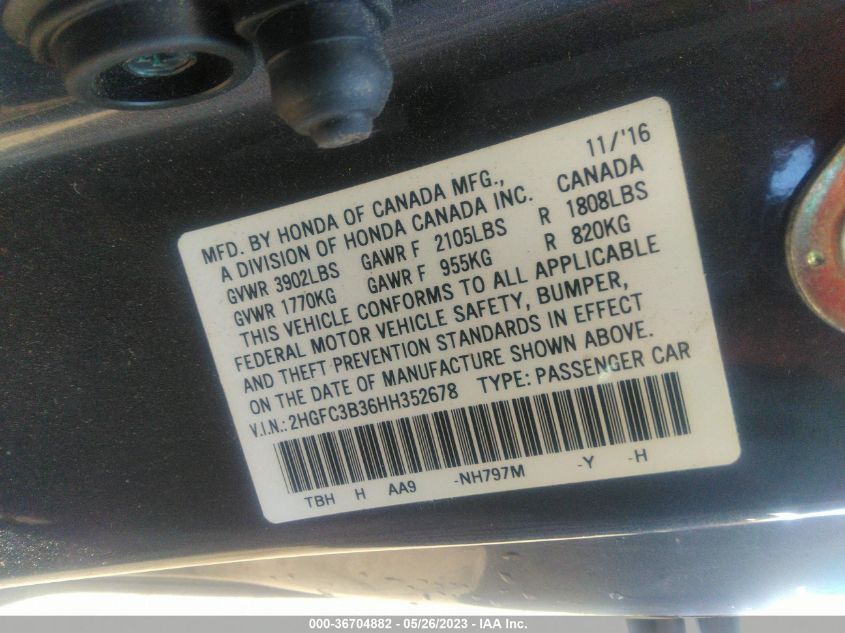 11/'16
MFD. BY HONDA OF CANADA MFG.,
A DIVISION OF HONDA CANADA INC. CANADA
GVWR 3902LBS GAWR F 2105LBS R 1808LBS
GVWR 1770KG GAWR F 955KG R 820KG
THIS VEHICLE CONFORMS TO ALL APPLICABLE
FEDERAL MOTOR VEHICLE SAFETY, BUMPER,
AND THEFT PREVENTION STANDARDS IN EFFECT
ON THE DATE OF MANUFACTURE SHOWN ABOVE.
V.I.N.: 2HGFC3B36HH352678 TYPE: PASSENGER CAR
TBH H AA9 -NH797M -Y -H
000-36704882 - 05/26/2023 - IAA Inc.